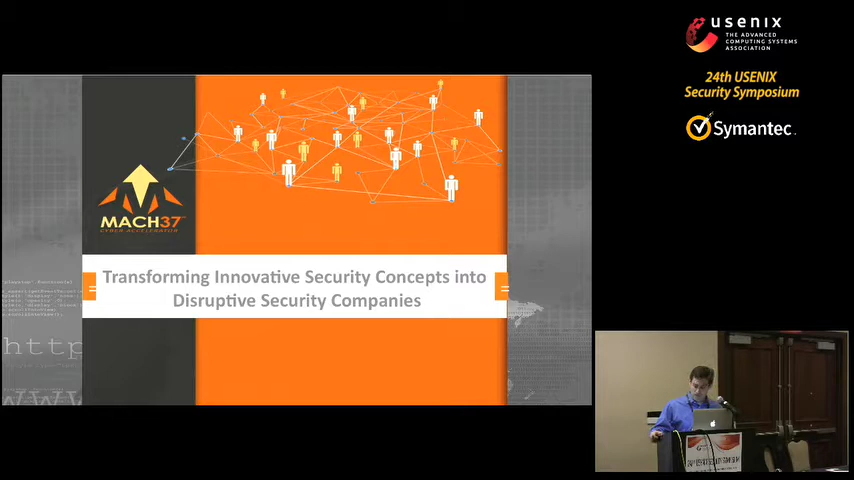 usenix
THE ADVANCED
COMPUTING SYSTEMS
ASSOCIATION
24th USENIX
Security Symposium
Symantec.
MACH37
CYBER ACCELERATOR
Transforming Innovative Security Concepts into
Disruptive Security Companies
http
www